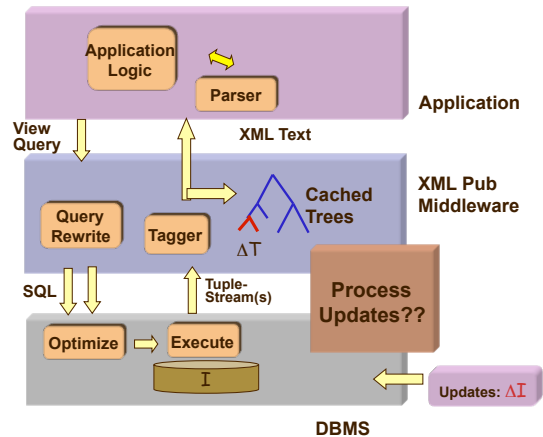 Application
Logic
Parser
Application
View
Query
XML Text
XML Pub
Middleware
Cached
Trees
Query
Rewrite
Tagger
ΔT
SQL
Tuple-
Stream(s)
Process
Updates??
Optimize
Execute
I
Updates: ΔI
DBMS